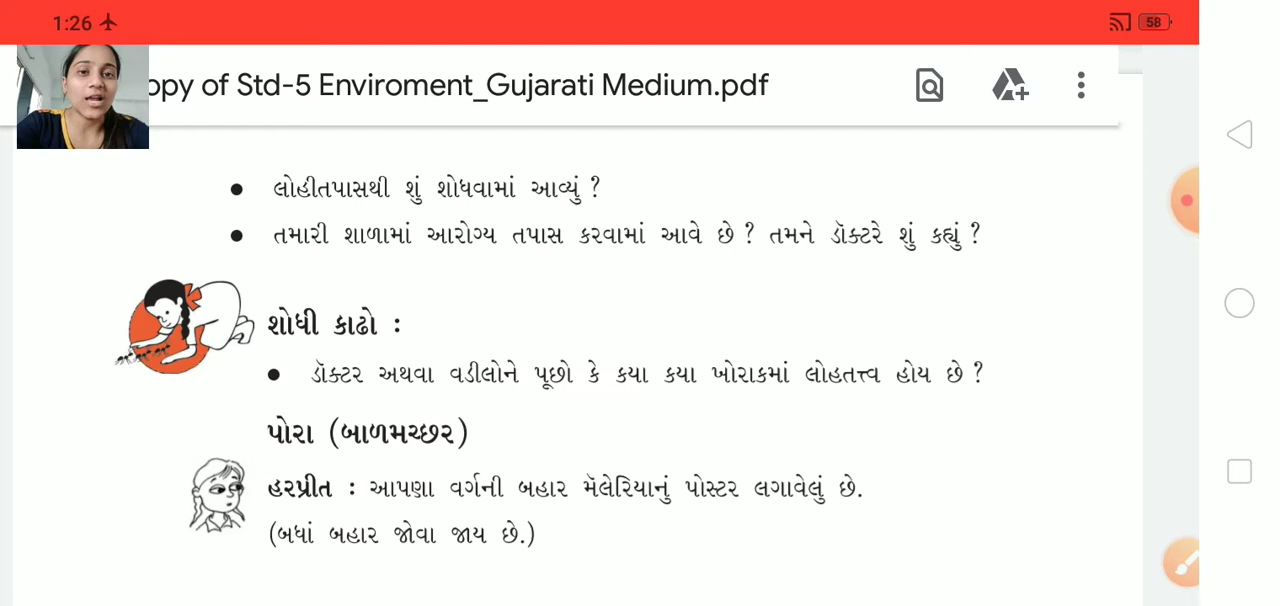 1:26
58
opy of Std-5 Enviroment_Gujarati Medium.pdf
● લોહીતપાસથી શું શોધવામાં આવ્યું ?
● તમારી શાળામાં આરોગ્ય તપાસ કરવામાં આવે છે ? તમને ડૉક્ટરે શું કહ્યું ?
શોધી કાઢો :
● ડૉક્ટર અથવા વડીલોને પૂછો કે કયા કયા ખોરાકમાં લોહતત્ત્વ હોય છે ?
પોરા (બાળમચ્છર)
હરપ્રીત : આપણા વર્ગની બહાર મૅલેરિયાનું પોસ્ટર લગાવેલું છે.
(બધાં બહાર જોવા જાય છે.)